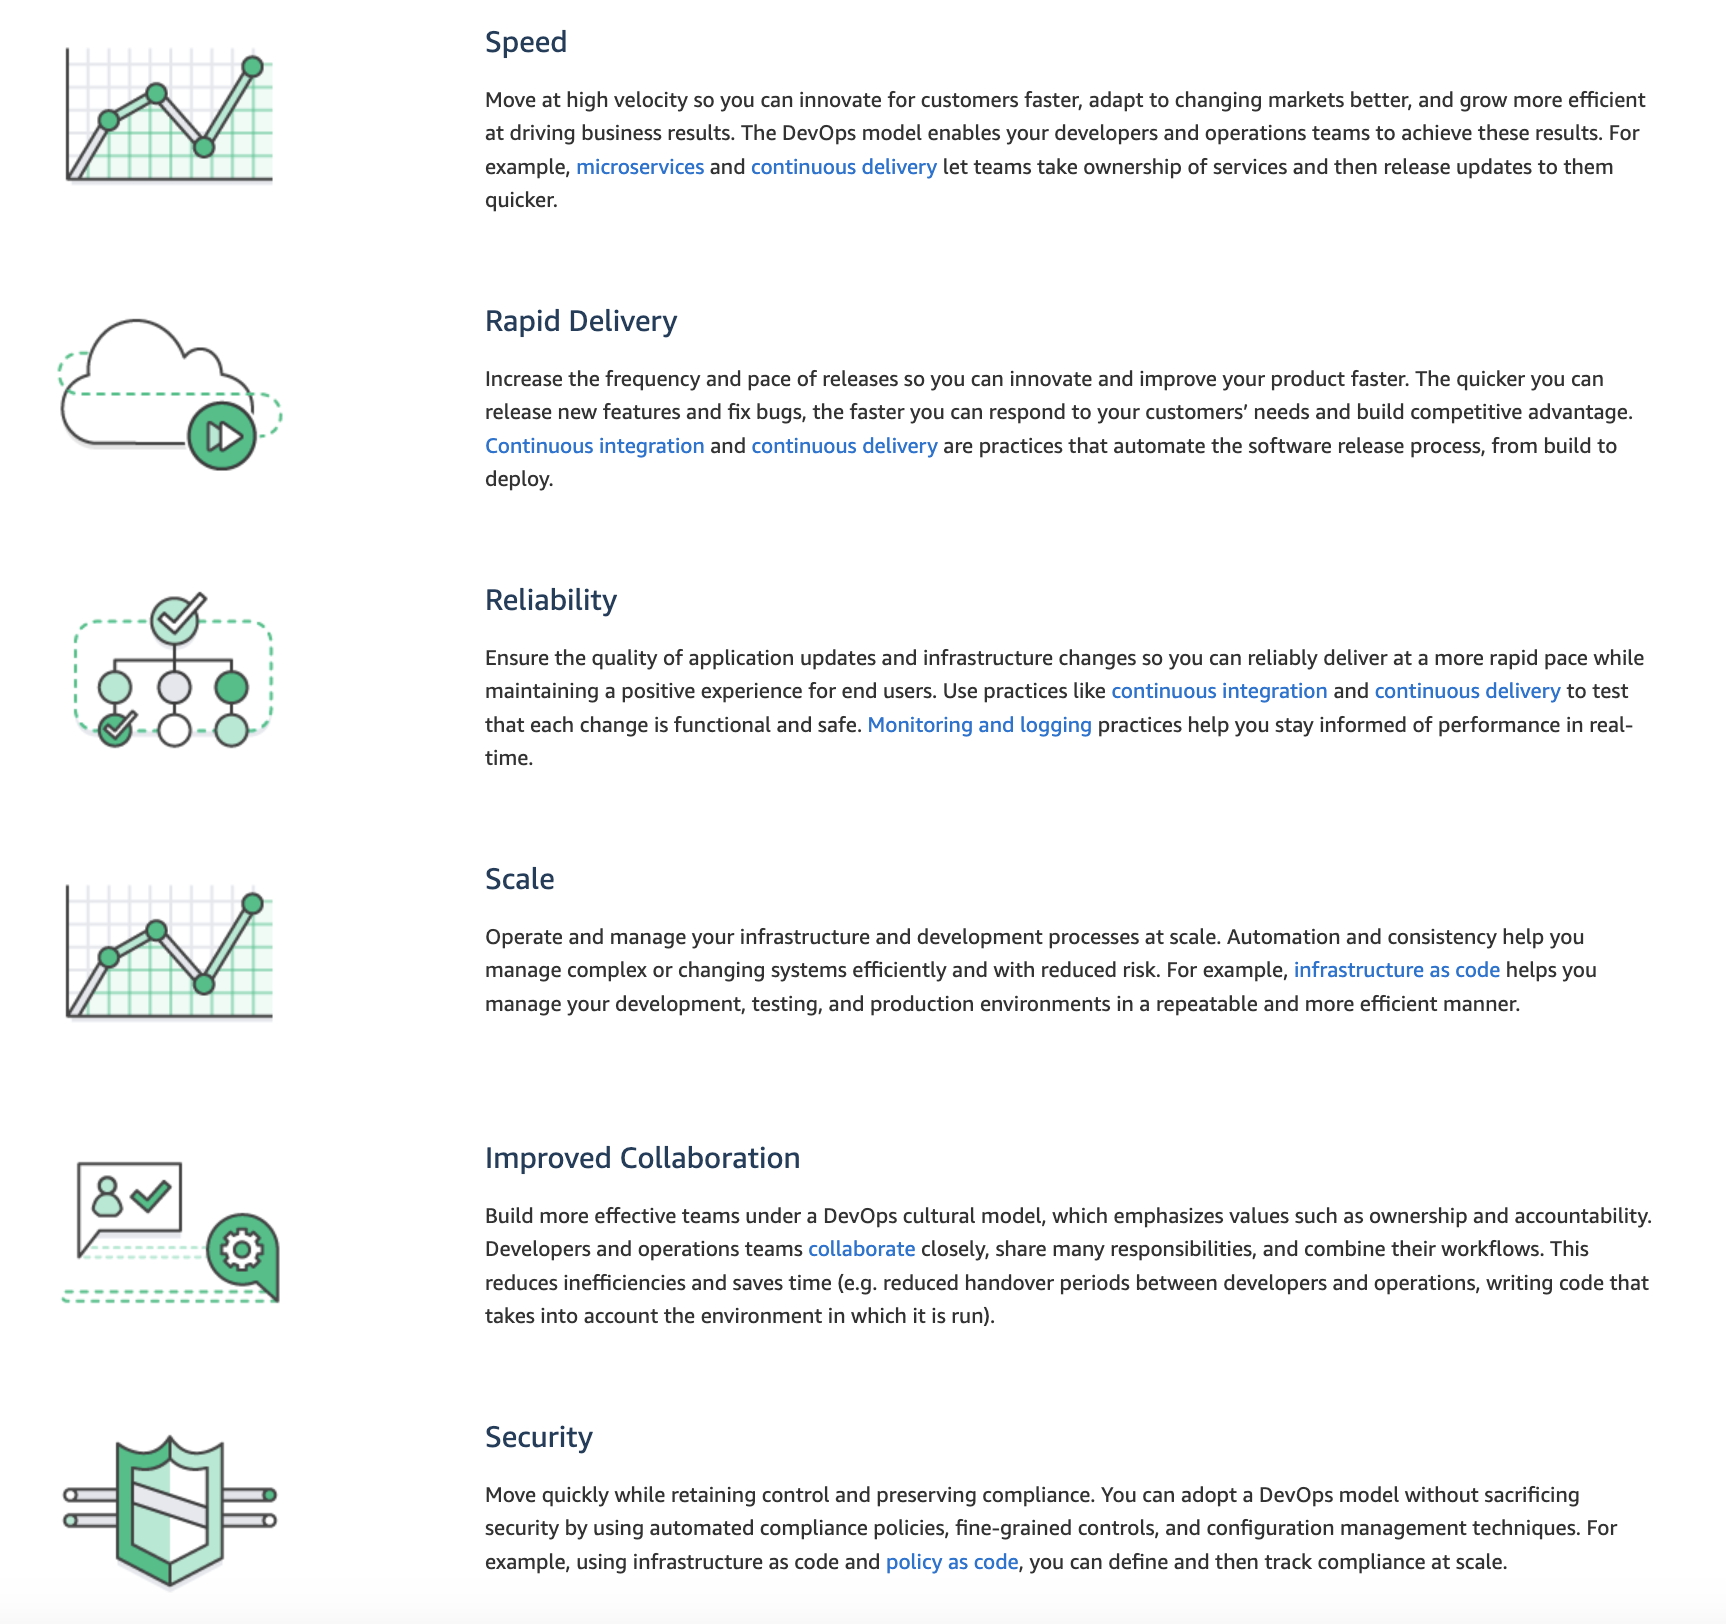 Speed
Move at high velocity so you can innovate for customers faster, adapt to changing markets better, and grow more efficient
at driving business results. The DevOps model enables your developers and operations teams to achieve these results. For
example, microservices and continuous delivery let teams take ownership of services and then release updates to them
quicker.
Rapid Delivery
Increase the frequency and pace of releases so you can innovate and improve your product faster. The quicker you can
release new features and fix bugs, the faster you can respond to your customers’ needs and build competitive advantage.
Continuous integration and continuous delivery are practices that automate the software release process, from build to
deploy.
Reliability
Ensure the quality of application updates and infrastructure changes so you can reliably deliver at a more rapid pace while
maintaining a positive experience for end users. Use practices like continuous integration and continuous delivery to test
that each change is functional and safe. Monitoring and logging practices help you stay informed of performance in real-
time.
Scale
Operate and manage your infrastructure and development processes at scale. Automation and consistency help you
manage complex or changing systems efficiently and with reduced risk. For example, infrastructure as code helps you
manage your development, testing, and production environments in a repeatable and more efficient manner.
Improved Collaboration
Build more effective teams under a DevOps cultural model, which emphasizes values such as ownership and accountability.
Developers and operations teams collaborate closely, share many responsibilities, and combine their workflows. This
reduces inefficiencies and saves time (e.g. reduced handover periods between developers and operations, writing code that
takes into account the environment in which it is run).
Security
Move quickly while retaining control and preserving compliance. You can adopt a DevOps model without sacrificing
security by using automated compliance policies, fine-grained controls, and configuration management techniques. For
example, using infrastructure as code and policy as code, you can define and then track compliance at scale.